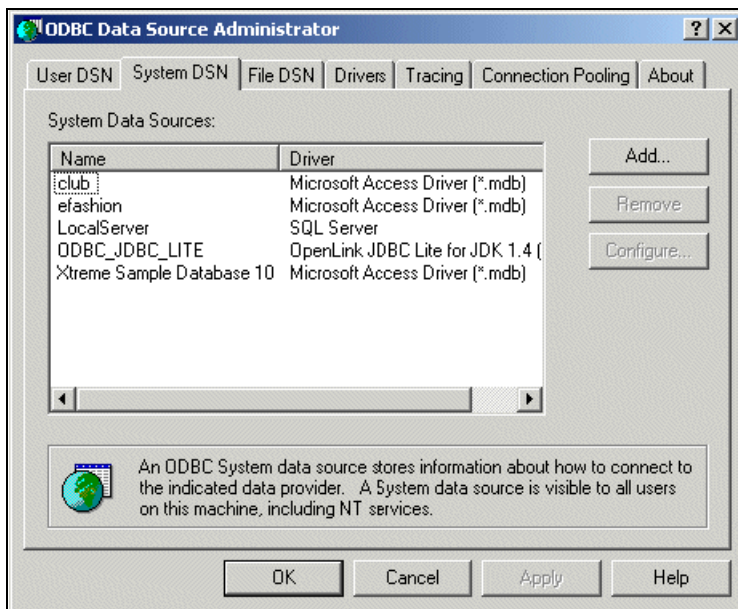 ODBC Data Source Administrator
User DSN System DSN File DSN Drivers Tracing Connection Pooling About
System Data Sources:
Name Driver
club Microsoft Access Driver (*.mdb)
efashion Microsoft Access Driver (*.mdb)
LocalServer SQL Server
ODBC_JDBC_LITE OpenLink JDBC Lite for JDK 1.4 (
Xtreme Sample Database 10 Microsoft Access Driver (*.mdb)
Add...
Remove
Configure...
An ODBC System data source stores information about how to connect to
the indicated data provider. A System data source is visible to all users
on this machine, including NT services.
OK Cancel Apply Help